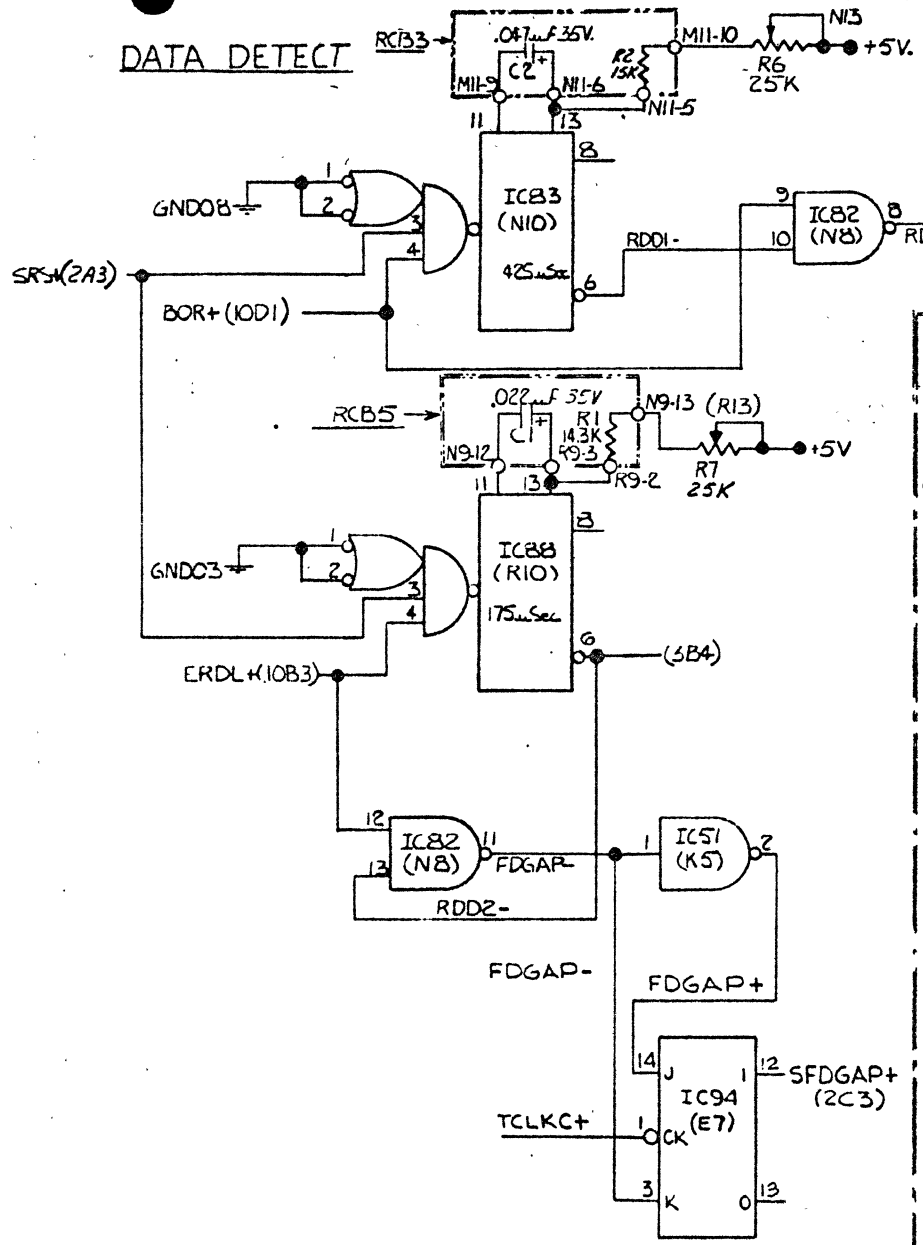 DATA DETECT
RCB3
.047µF 35V.
C2 +
R2
15K
M11-10
N13
+5V.
R6
25K
M11-9
N11-6
N11-5
11
13
8
1
2
GND08
3
4
IC83
(N10)
425µSec
6
RDD1-
9
10
IC82
(N8)
8
BOR+(10D1)
RCB5
.022µF 35V
C1 +
R1
14.3K
N9-13
(R13)
+5V
R7
25K
N9-12
R9-3
R9-2
11
13
8
1
2
GND03
3
4
IC88
(R10)
175µSec
6
ERDL+(10B3)
12
13
IC82
(N8)
11
FDGAP-
RDD2-
1
IC51
(K5)
2
FDGAP-
FDGAP+
14
J
1
12
SFDGAP+
(2C3)
IC94
(E7)
TCLKC+
1
CK
3
K
0
13